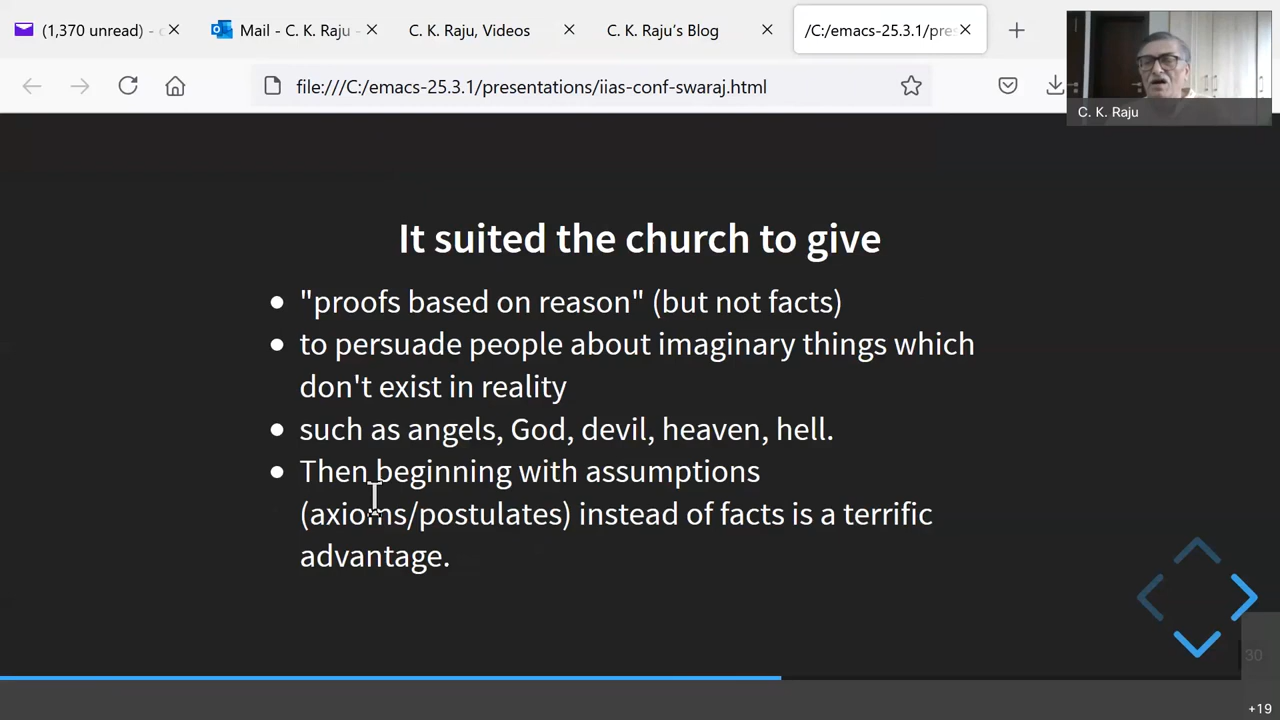 (1,370 unread) - c
Mail - C. K. Raju -
C. K. Raju, Videos
C. K. Raju's Blog
/C:/emacs-25.3.1/pres
file:///C:/emacs-25.3.1/presentations/iias-conf-swaraj.html
C. K. Raju
It suited the church to give
"proofs based on reason" (but not facts)
to persuade people about imaginary things which
don't exist in reality
such as angels, God, devil, heaven, hell.
Then beginning with assumptions
(axioms/postulates) instead of facts is a terrific
advantage.
30
+19